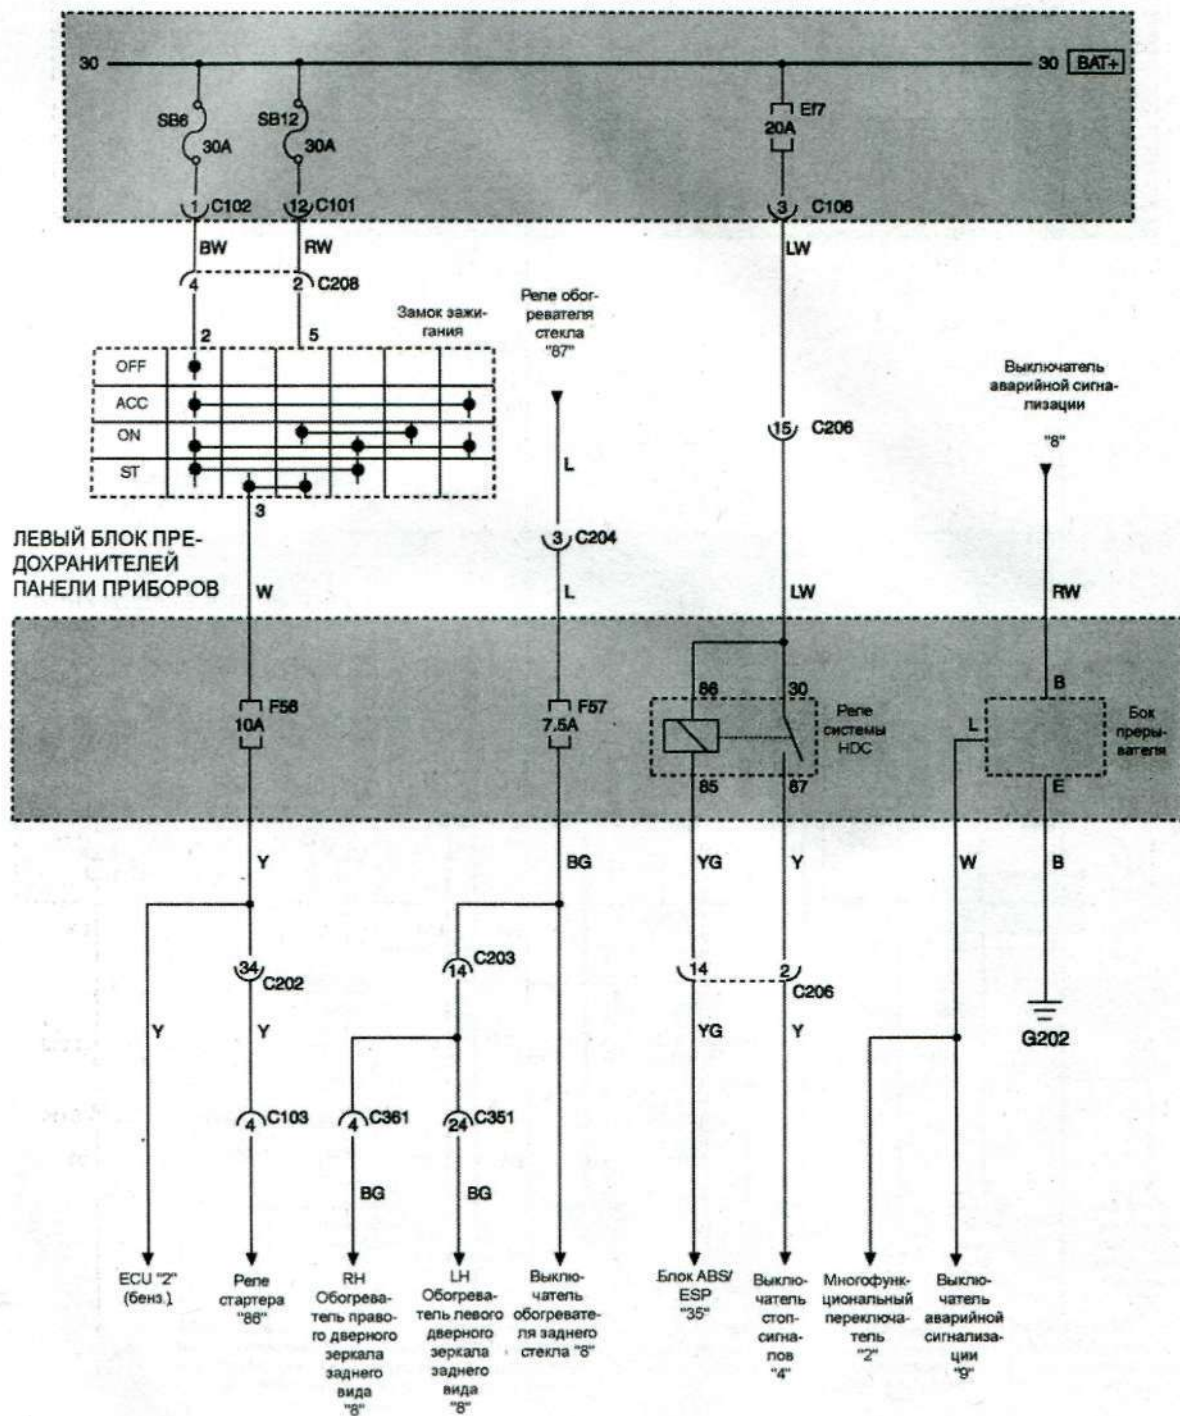 30
30 BAT+
SB6
30A
SB12
30A
Ef7
20A
1 C102
12 C101
3 C106
BW
RW
LW
4
2 C208
Замок зажи-
гания
2
5
OFF
ACC
ON
ST
3
Реле обог-
ревателя
стекла
"87"
L
3 C204
15 C206
Выключатель
аварийной сигна-
лизации
"8"
ЛЕВЫЙ БЛОК ПРЕ-
ДОХРАНИТЕЛЕЙ
ПАНЕЛИ ПРИБОРОВ
W
L
LW
RW
F56
10A
F57
7.5A
86
30
85
87
Реле
системы
HDC
B
L
E
Бок
преры-
вателя
Y
BG
YG
Y
W
B
34
C202
C203
14
14
2
C206
Y
Y
YG
Y
G202
4 C103
4 C361
24 C351
BG
BG
ECU "2"
(бенз.)
Реле
стартера
"86"
RH
Обогрева-
тель право-
го дверного
зеркала
заднего
вида
"8"
LH
Обогрева-
тель левого
дверного
зеркала
заднего
вида
"8"
Выклю-
чатель
обогревате-
ля заднего
стекла "8"
Блок ABS/
ESP
"35"
Выклю-
чатель
стоп-
сигна-
лов
"4"
Многофунк-
циональный
переключа-
тель
"2"
Выклю-
чатель
аварийной
сигнализа-
ции
"9"